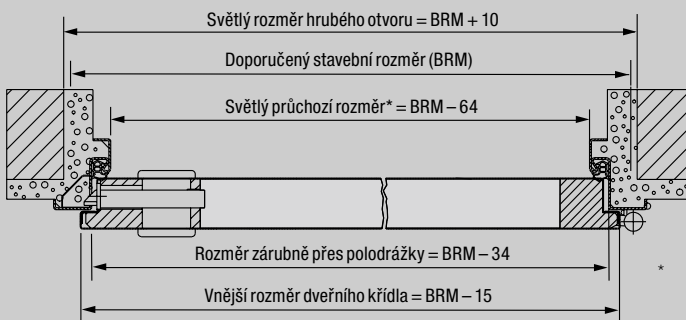 Světlý rozměr hrubého otvoru = BRM + 10
Doporučený stavební rozměr (BRM)
Světlý průchozí rozměr* = BRM – 64
Rozměr zárubně přes polodrážky = BRM – 34
*
Vnější rozměr dveřního křídla = BRM – 15